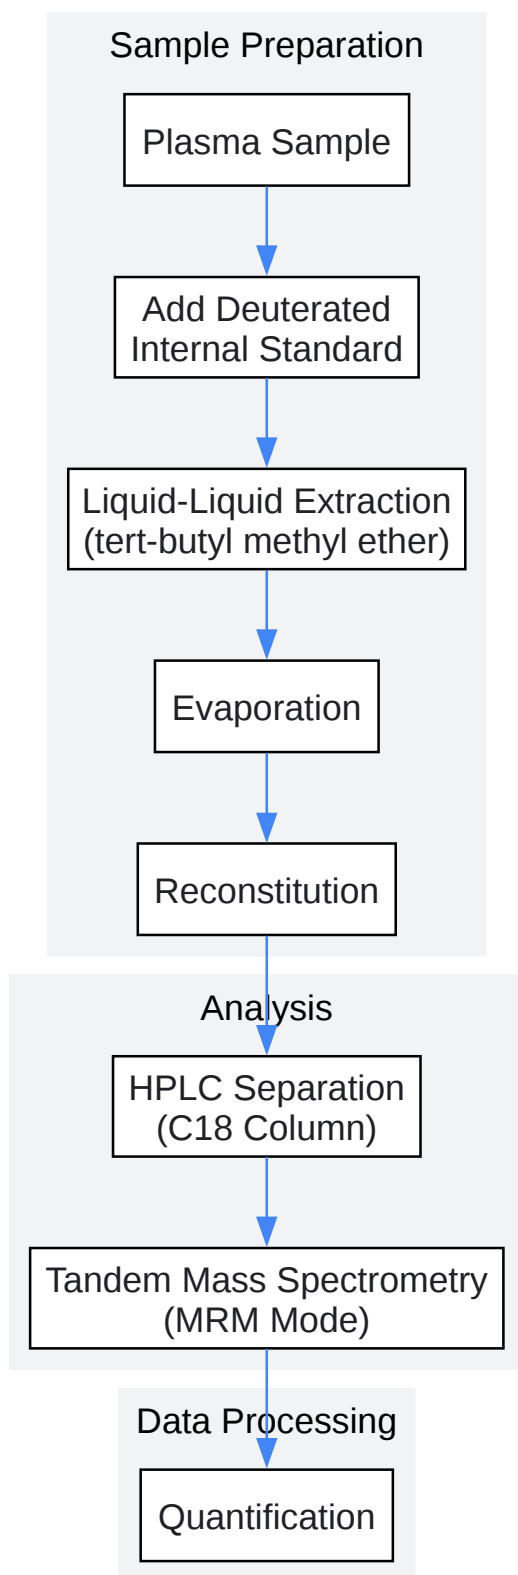 Sample Preparation
Plasma Sample
Add Deuterated
Internal Standard
Liquid-Liquid Extraction
(tert-butyl methyl ether)
Evaporation
Reconstitution
Analysis
HPLC Separation
(C18 Column)
Tandem Mass Spectrometry
(MRM Mode)
Data Processing
Quantification